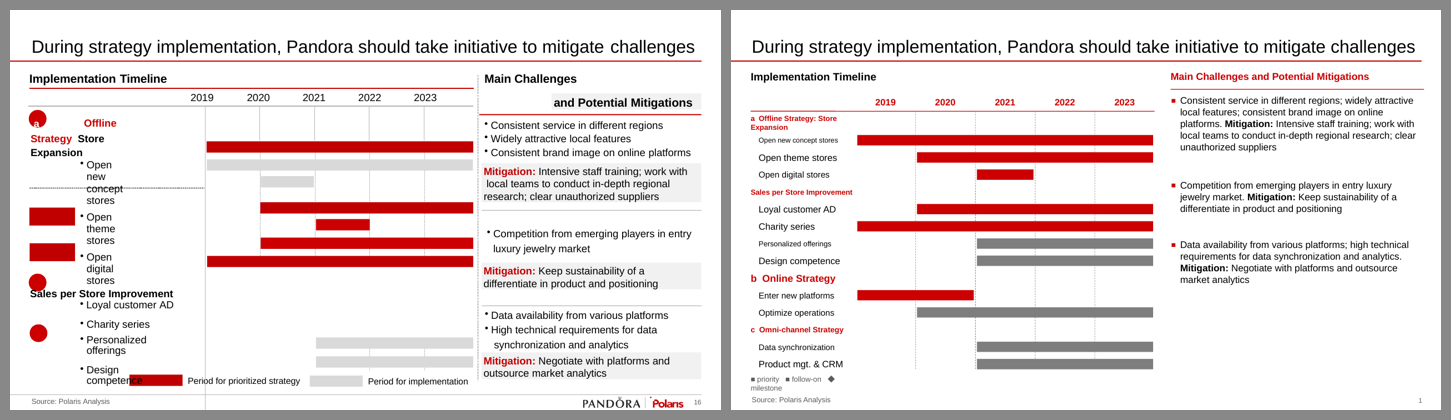 During strategy implementation, Pandora should take initiative to mitigate challenges
Implementation Timeline
2019 2020 2021 2022 2023
a Offline
Strategy Store
Expansion
• Open
new
concept
stores
• Open
theme
stores
• Open
digital
stores
Sales per Store Improvement
• Loyal customer AD
• Charity series
• Personalized
offerings
• Design
competence
Period for prioritized strategy Period for implementation
Main Challenges
and Potential Mitigations
• Consistent service in different regions
• Widely attractive local features
• Consistent brand image on online platforms
Mitigation: Intensive staff training; work with
local teams to conduct in-depth regional
research; clear unauthorized suppliers
• Competition from emerging players in entry
luxury jewelry market
Mitigation: Keep sustainability of a
differentiate in product and positioning
• Data availability from various platforms
• High technical requirements for data
synchronization and analytics
Mitigation: Negotiate with platforms and
outsource market analytics
Source: Polaris Analysis
PANDÖRA Polaris 16
During strategy implementation, Pandora should take initiative to mitigate challenges
Implementation Timeline
2019 2020 2021 2022 2023
a Offline Strategy: Store
Expansion
Open new concept stores
Open theme stores
Open digital stores
Sales per Store Improvement
Loyal customer AD
Charity series
Personalized offerings
Design competence
b Online Strategy
Enter new platforms
Optimize operations
c Omni-channel Strategy
Data synchronization
Product mgt. & CRM
■ priority ■ follow-on ◆
milestone
Main Challenges and Potential Mitigations
■ Consistent service in different regions; widely attractive
local features; consistent brand image on online
platforms. Mitigation: Intensive staff training; work with
local teams to conduct in-depth regional research; clear
unauthorized suppliers
■ Competition from emerging players in entry luxury
jewelry market. Mitigation: Keep sustainability of a
differentiate in product and positioning
■ Data availability from various platforms; high technical
requirements for data synchronization and analytics.
Mitigation: Negotiate with platforms and outsource
market analytics
Source: Polaris Analysis
1